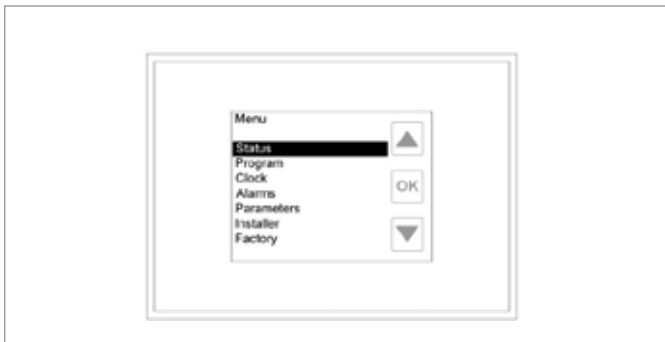 Menu
Status
Program
Clock
Alarms
Parameters
Installer
Factory
OK